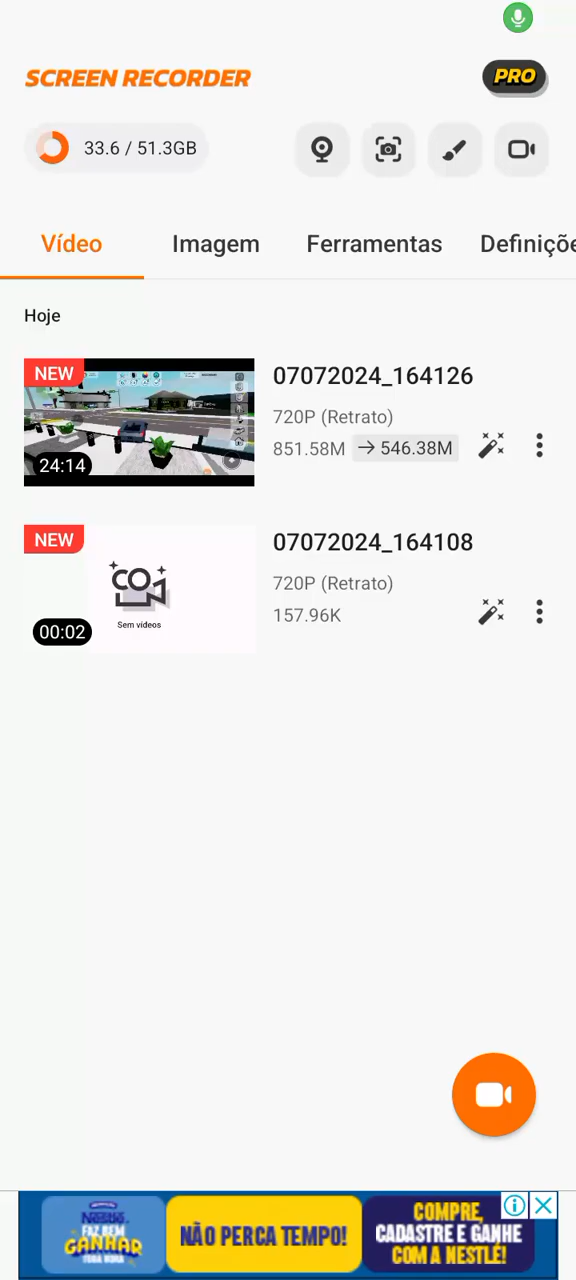 SCREEN RECORDER
PRO
33.6 / 51.3GB
Vídeo
Imagem
Ferramentas
Definiçõe
Hoje
NEW
24:14
07072024_164126
720P (Retrato)
851.58M → 546.38M
NEW
Sem vídeos
00:02
07072024_164108
720P (Retrato)
157.96K
Nestlé
FAZ BEM
GANHAR
NÃO PERCA TEMPO!
COMPRE,
CADASTRE E GANHE
COM A NESTLÉ!